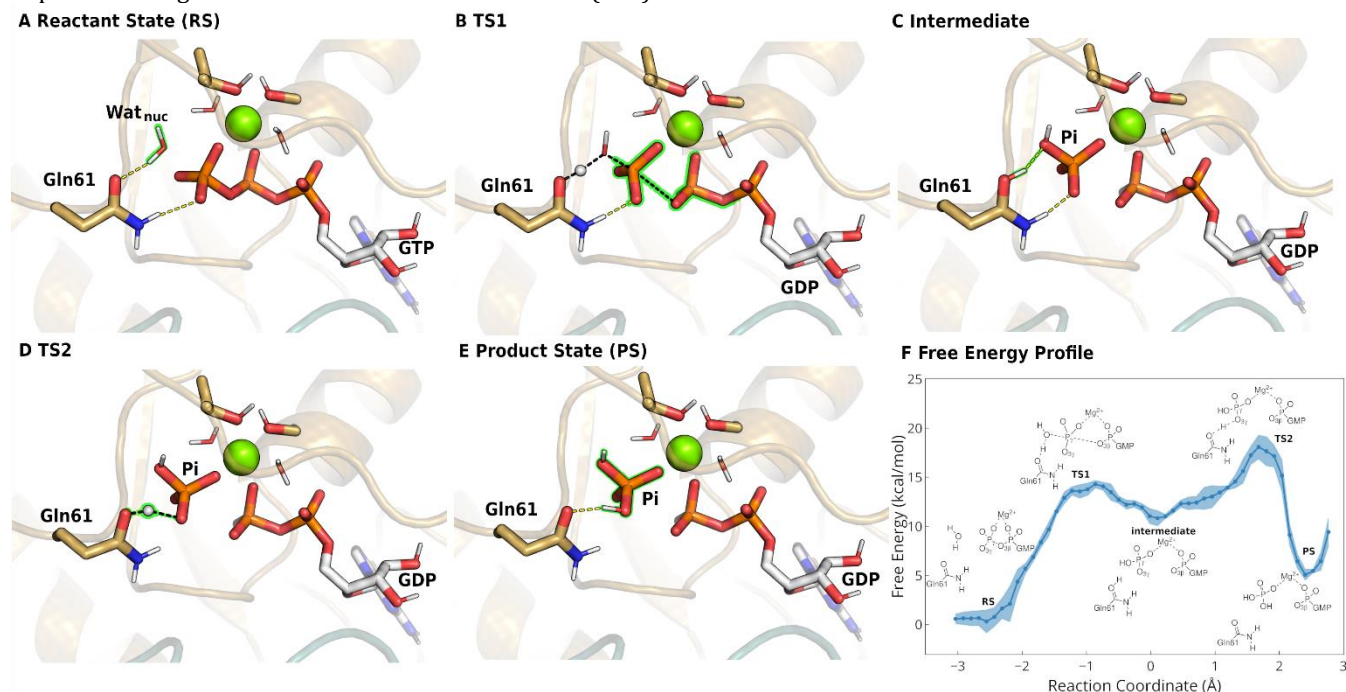 A Reactant State (RS)
B TS1
C Intermediate
Wat nuc
Gln61
GTP
Gln61
GDP
Pi
Gln61
GDP
D TS2
E Product State (PS)
F Free Energy Profile
Pi
Gln61
GDP
Pi
Gln61
GDP
Free Energy (kcal/mol)
25
20
15
10
5
0
−3
−2
−1
0
1
2
3
Reaction Coordinate (Å)
RS
TS1
intermediate
TS2
PS
Mg²⁺
GMP
Gln61
Mg²⁺
GMP
Gln61
Mg²⁺
GMP
Gln61
Mg²⁺
GMP
Gln61
Mg²⁺
GMP
Gln61